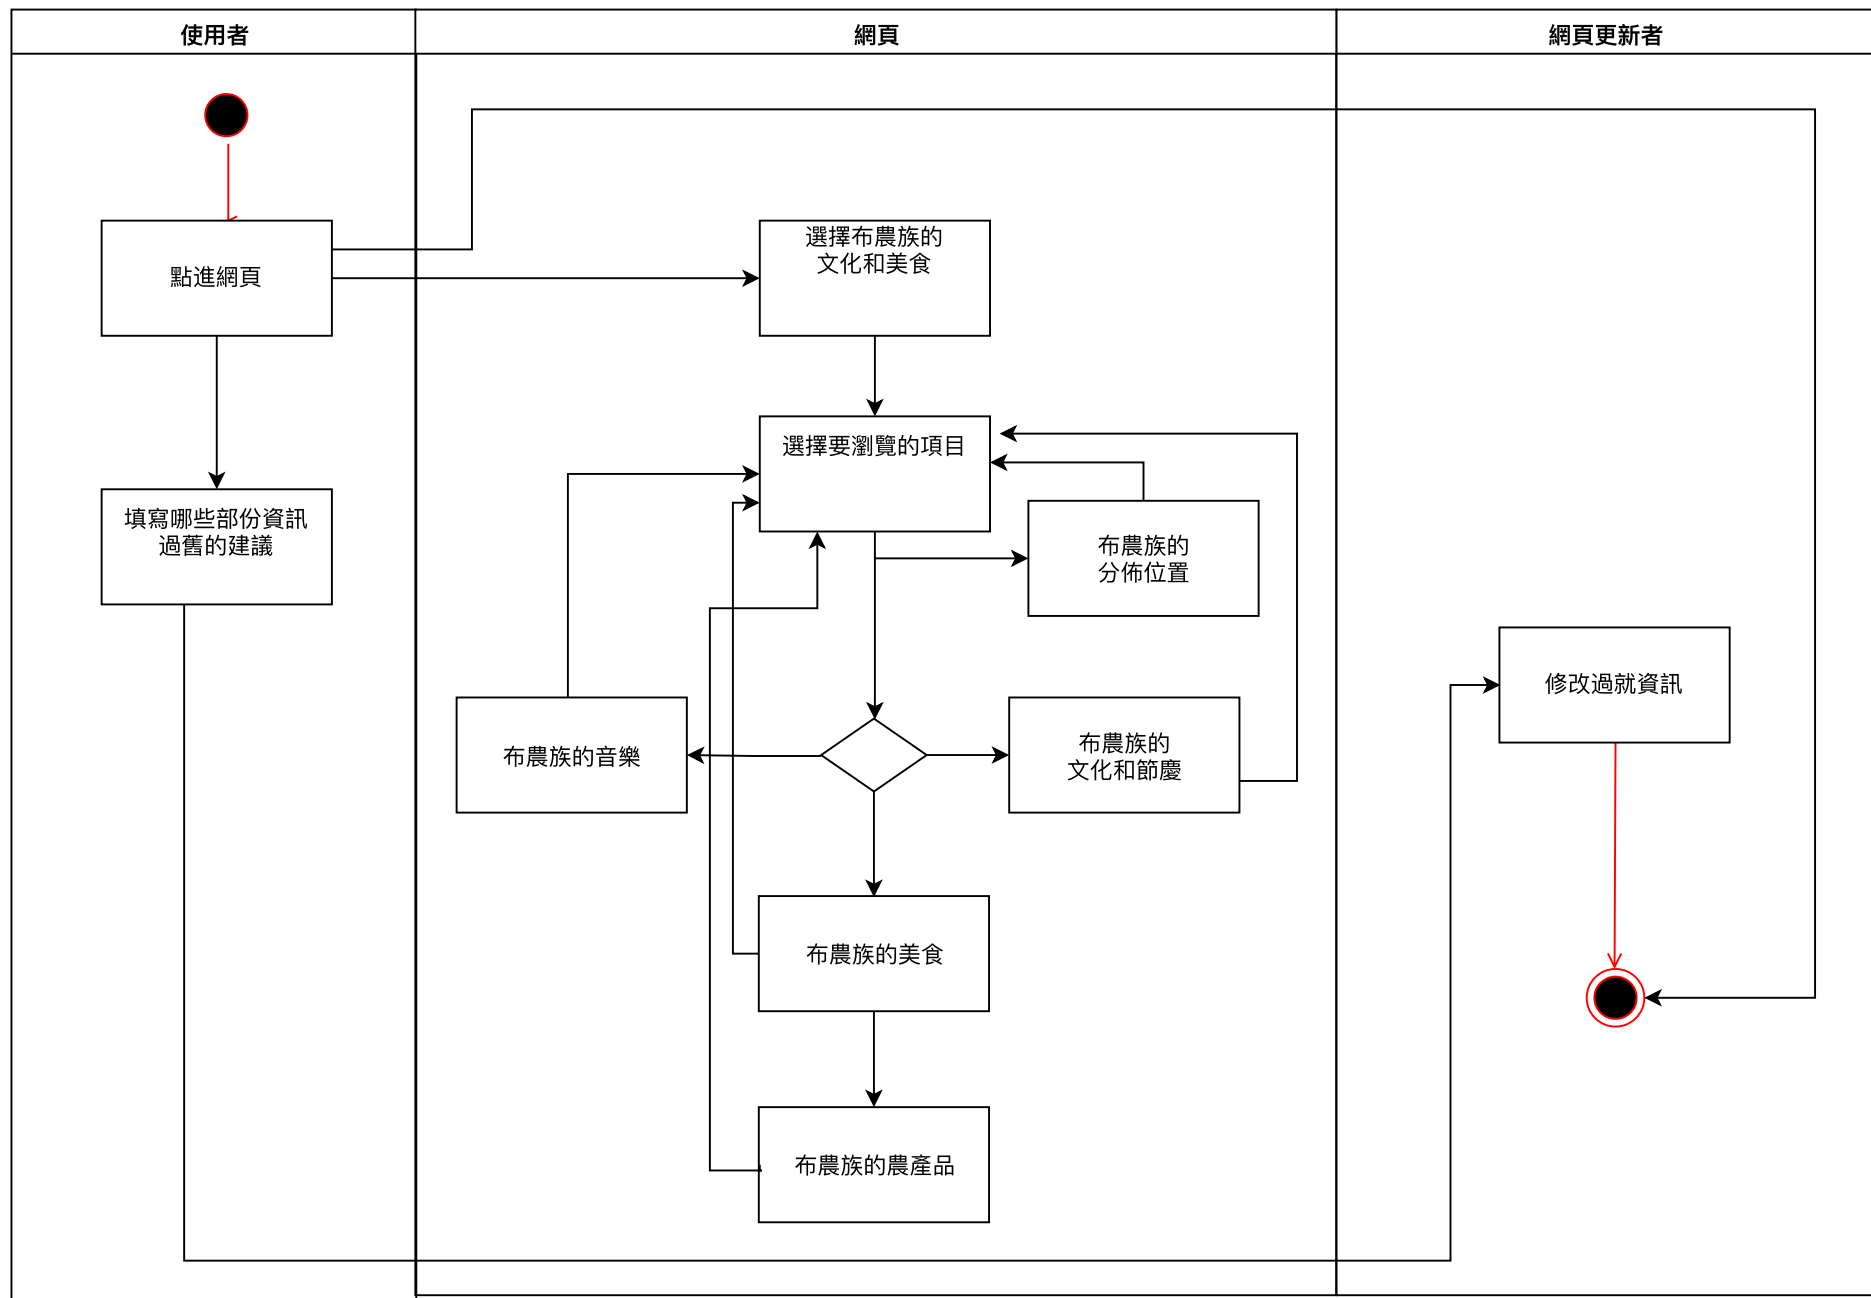 使用者
網頁
網頁更新者
點進網頁
選擇布農族的
文化和美食
選擇要瀏覽的項目
填寫哪些部份資訊
過舊的建議
布農族的
分佈位置
修改過就資訊
布農族的音樂
布農族的
文化和節慶
布農族的美食
布農族的農產品